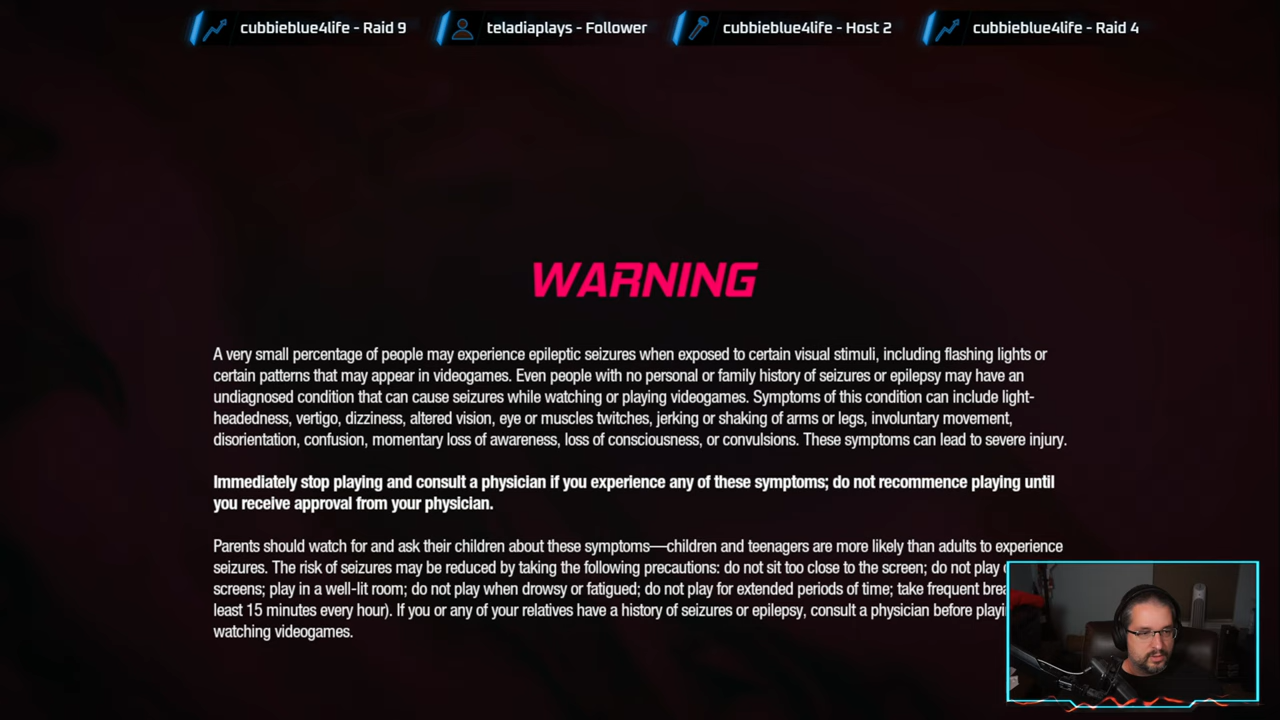 cubbieblue4life - Raid 9
teladiaplays - Follower
cubbieblue4life - Host 2
cubbieblue4life - Raid 4
WARNING
A very small percentage of people may experience epileptic seizures when exposed to certain visual stimuli, including flashing lights or
certain patterns that may appear in videogames. Even people with no personal or family history of seizures or epilepsy may have an
undiagnosed condition that can cause seizures while watching or playing videogames. Symptoms of this condition can include light-
headedness, vertigo, dizziness, altered vision, eye or muscles twitches, jerking or shaking of arms or legs, involuntary movement,
disorientation, confusion, momentary loss of awareness, loss of consciousness, or convulsions. These symptoms can lead to severe injury.
Immediately stop playing and consult a physician if you experience any of these symptoms; do not recommence playing until
you receive approval from your physician.
Parents should watch for and ask their children about these symptoms—children and teenagers are more likely than adults to experience
seizures. The risk of seizures may be reduced by taking the following precautions: do not sit too close to the screen; do not play
screens; play in a well-lit room; do not play when drowsy or fatigued; do not play for extended periods of time; take frequent
least 15 minutes every hour). If you or any of your relatives have a history of seizures or epilepsy, consult a physician before
watching videogames.